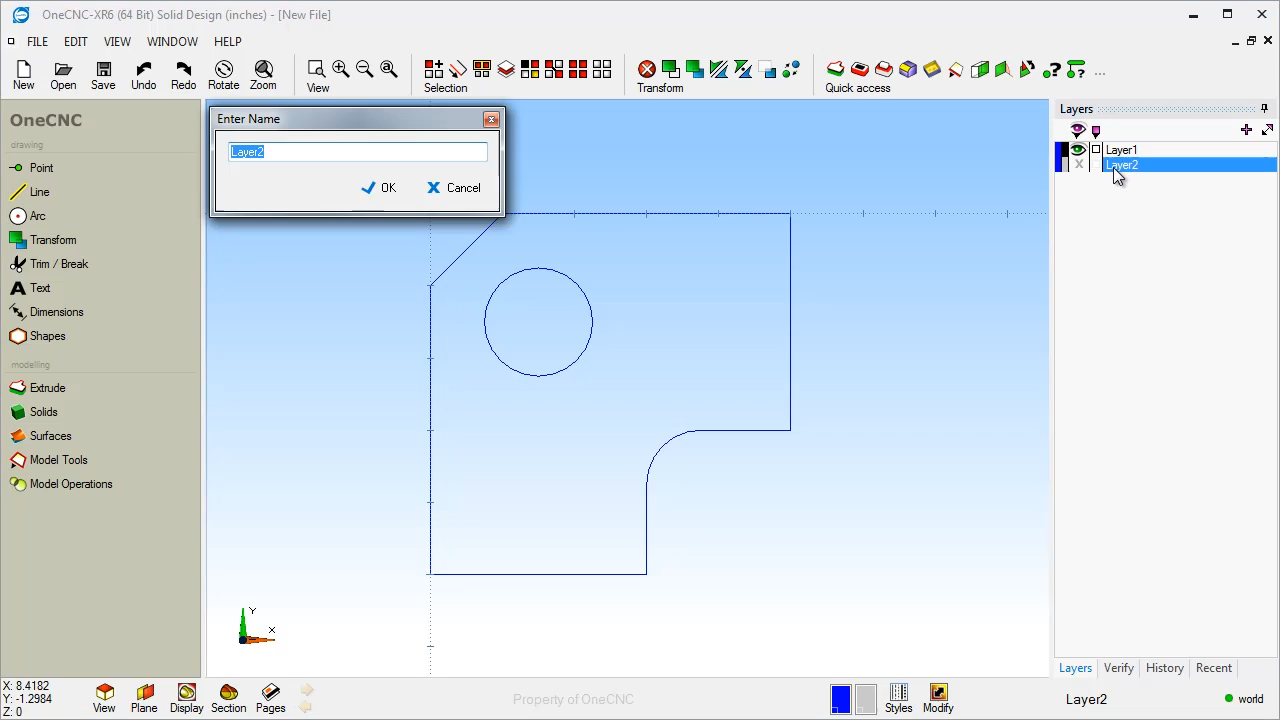 OneCNC-XR6 (64 Bit) Solid Design (inches) - [New File]
FILE EDIT VIEW WINDOW HELP
New Open Save Undo Redo Rotate Zoom View Selection Transform Quick access ...
OneCNC
drawing
Point
Line
Arc
Transform
Trim / Break
Text
Dimensions
Shapes
modelling
Extrude
Solids
Surfaces
Model Tools
Model Operations
Enter Name
Layer2
OK Cancel
Y
X
Layers
Layer1
Layer2
Layers Verify History Recent
X: 8.4182
Y: -1.2984
Z: 0
View Plane Display Section Pages
Property of OneCNC
Styles Modify
Layer2
world